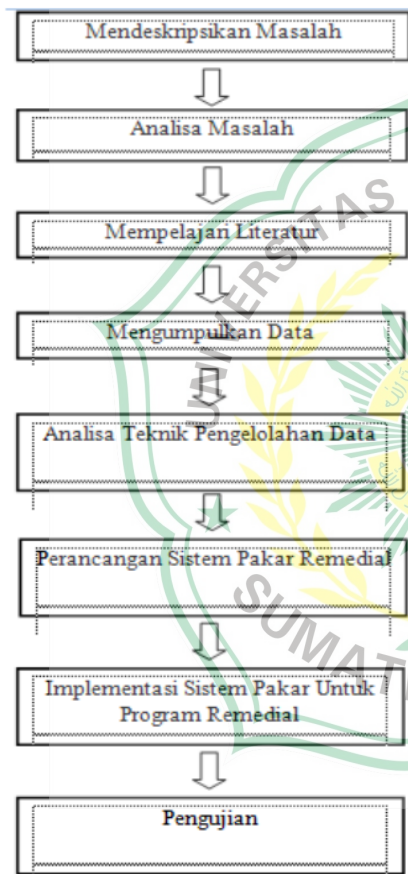 Mendeskripsikan Masalah
Analisa Masalah
Mempelajari Literatur
Mengumpulkan Data
Analisa Teknik Pengelolahan Data
Perancangan Sistem Pakar Remedial
Implementasi Sistem Pakar Untuk
Program Remedial
Pengujian
UNIVERSITAS